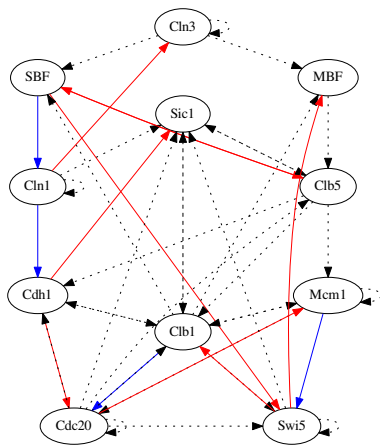 Cln3
SBF
MBF
Sic1
Cln1
Clb5
Cdh1
Mcm1
Clb1
Cdc20
Swi5